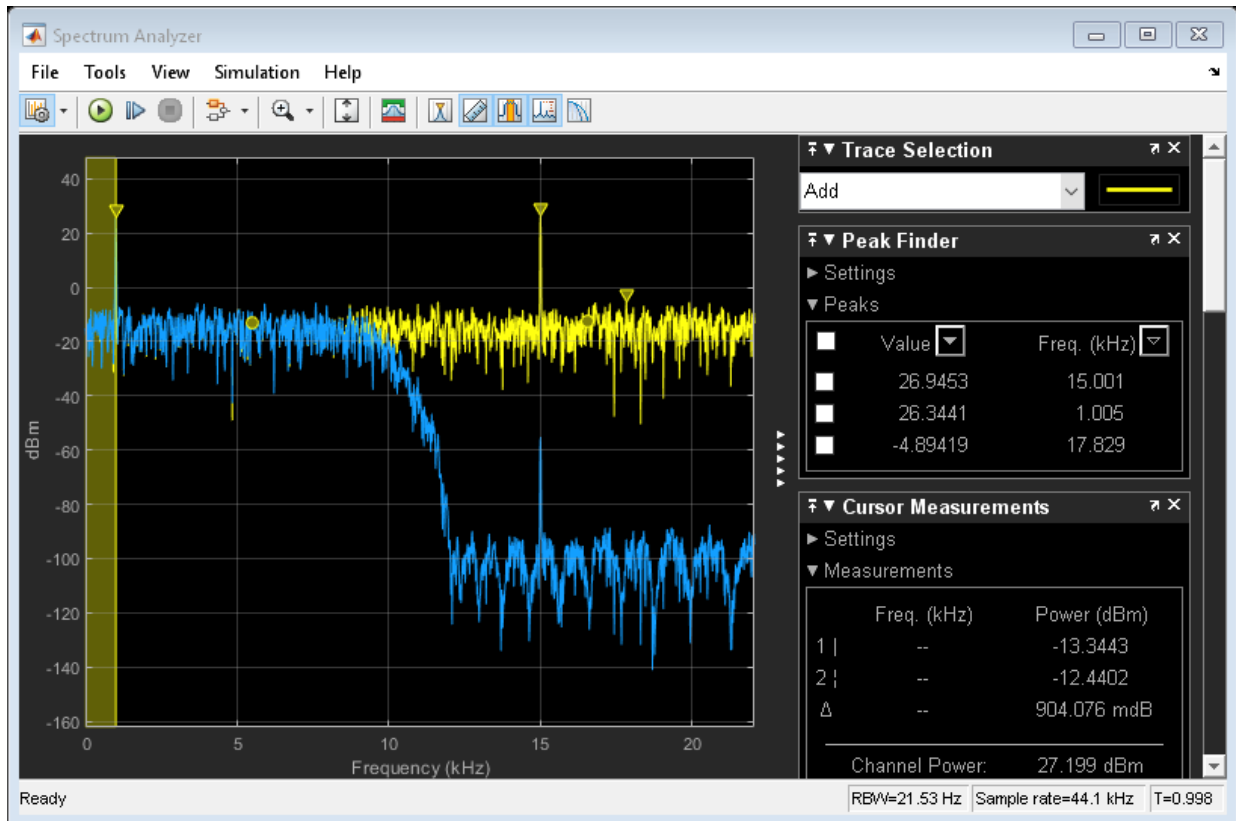 Spectrum Analyzer
File Tools View Simulation Help
40
20
0
-20
-40
-60
-80
-100
-120
-140
-160
dBm
0 5 10 15 20
Frequency (kHz)
Trace Selection
Add
Peak Finder
Settings
Peaks
Value Freq. (kHz)
26.9453 15.001
26.3441 1.005
-4.89419 17.829
Cursor Measurements
Settings
Measurements
Freq. (kHz) Power (dBm)
1 | -- -13.3443
2 ¦ -- -12.4402
Δ -- 904.076 mdB
Channel Power: 27.199 dBm
Ready RBW=21.53 Hz Sample rate=44.1 kHz T=0.998